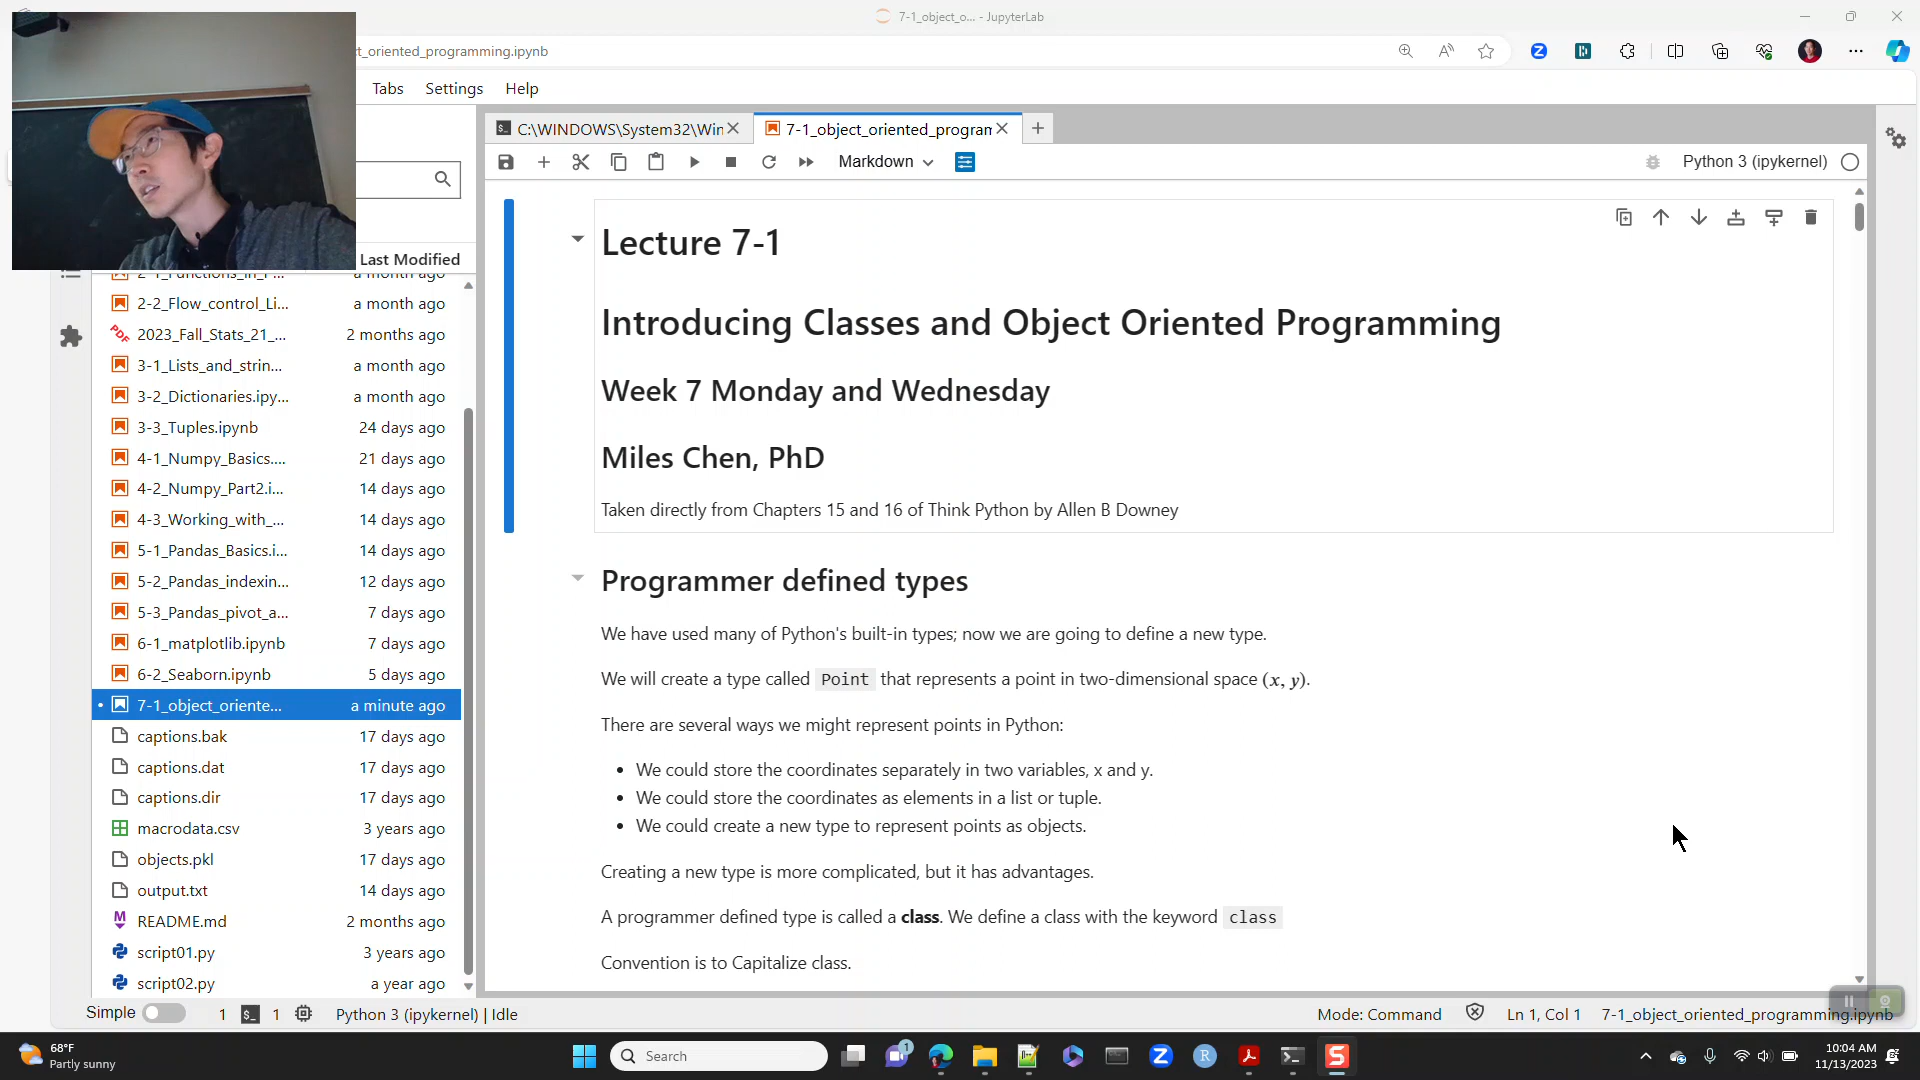 7-1_object_o... - JupyterLab
ct_oriented_programming.ipynb
Tabs Settings Help
C:\WINDOWS\System32\Win
7-1_object_oriented_program
Markdown
Python 3 (ipykernel)
Last Modified
2-1_Functions_in_P... a month ago
2-2_Flow_control_Li... a month ago
2023_Fall_Stats_21_... 2 months ago
3-1_Lists_and_strin... a month ago
3-2_Dictionaries.ipy... a month ago
3-3_Tuples.ipynb 24 days ago
4-1_Numpy_Basics.... 21 days ago
4-2_Numpy_Part2.i... 14 days ago
4-3_Working_with_... 14 days ago
5-1_Pandas_Basics.i... 14 days ago
5-2_Pandas_indexin... 12 days ago
5-3_Pandas_pivot_a... 7 days ago
6-1_matplotlib.ipynb 7 days ago
6-2_Seaborn.ipynb 5 days ago
7-1_object_oriente... a minute ago
captions.bak 17 days ago
captions.dat 17 days ago
captions.dir 17 days ago
macrodata.csv 3 years ago
objects.pkl 17 days ago
output.txt 14 days ago
README.md 2 months ago
script01.py 3 years ago
script02.py a year ago
Lecture 7-1
Introducing Classes and Object Oriented Programming
Week 7 Monday and Wednesday
Miles Chen, PhD
Taken directly from Chapters 15 and 16 of Think Python by Allen B Downey
Programmer defined types
We have used many of Python's built-in types; now we are going to define a new type.
We will create a type called Point that represents a point in two-dimensional space (x, y).
There are several ways we might represent points in Python:
• We could store the coordinates separately in two variables, x and y.
• We could store the coordinates as elements in a list or tuple.
• We could create a new type to represent points as objects.
Creating a new type is more complicated, but it has advantages.
A programmer defined type is called a class. We define a class with the keyword class
Convention is to Capitalize class.
Simple 1 1 Python 3 (ipykernel) | Idle
Mode: Command Ln 1, Col 1 7-1_object_oriented_programming.ipynb
68°F
Partly sunny
Search
10:04 AM
11/13/2023